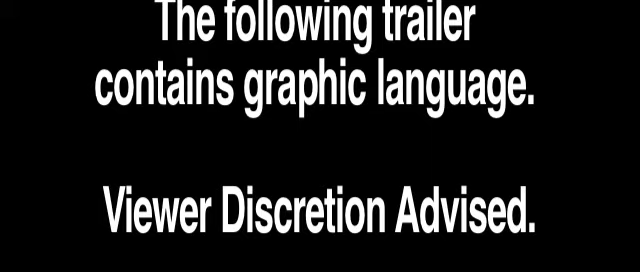 The following trailer
contains graphic language.
Viewer Discretion Advised.